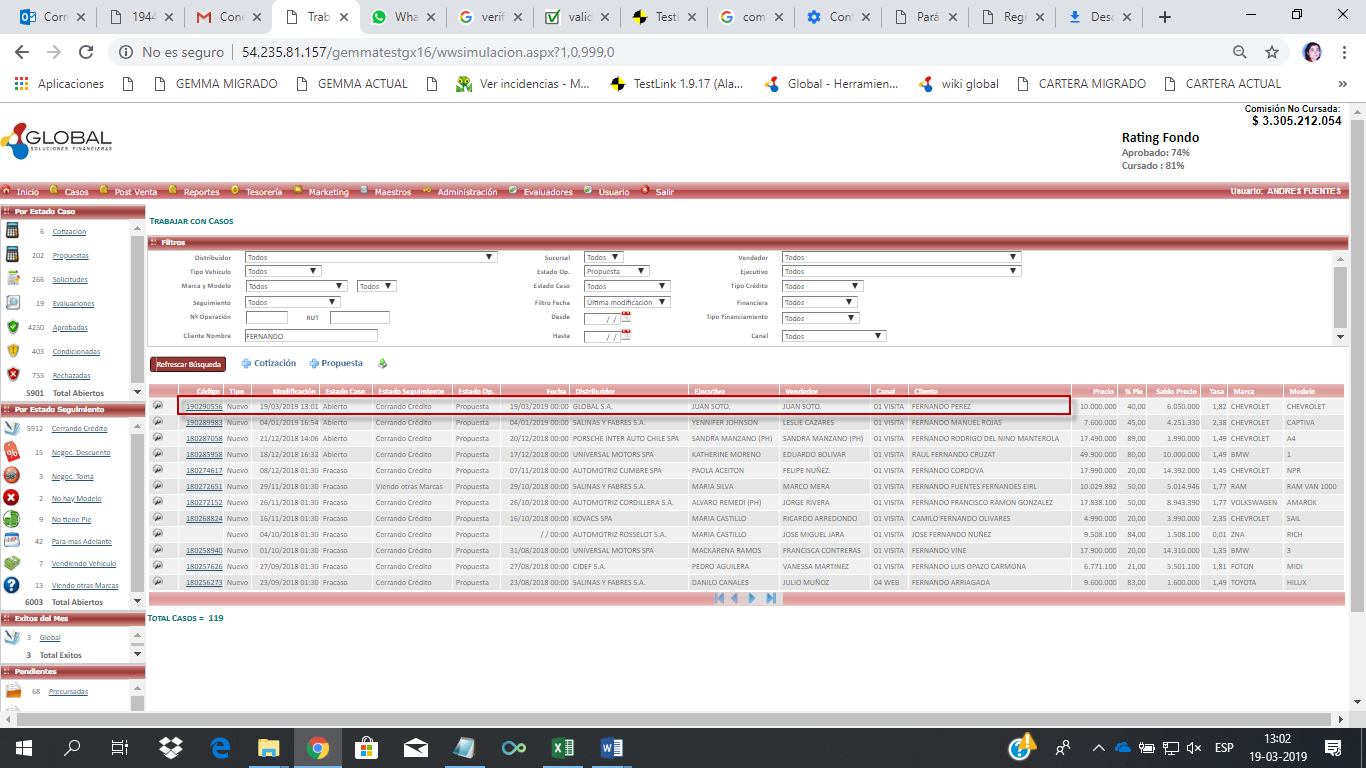 Corr
1944
Con
Trab
Wha
verif
valid
Testl
com
Con
Pará
Regi
Desc
No es seguro
54.235.81.157/gemmatestgx16/wwsimulacion.aspx?1,0,999,0
Aplicaciones
GEMMA MIGRADO
GEMMA ACTUAL
Ver incidencias - M...
TestLink 1.9.17 (Ala...
Global - Herramien...
wiki global
CARTERA MIGRADO
CARTERA ACTUAL
»
Comisión No Cursada:
$ 3.305.212.054
GLOBAL
SOLUCIONES FINANCIERAS
Rating Fondo
Aprobado: 74%
Cursado : 81%
Inicio Casos Post Venta Reportes Tesorería Marketing Maestros Administración Evaluadores Usuario Salir
Usuario: ANDRES FUENTES
Por Estado Caso
6 Cotizacion
202 Propuestas
266 Solicitudes
19 Evaluaciones
4250 Aprobadas
403 Condicionadas
755 Rechazadas
5901 Total Abiertos
Por Estado Seguimiento
5912 Cerrando Crédito
15 Negoc. Descuento
3 Negoc. Toma
2 No hay Modelo
9 No tiene Pie
42 Para mas Adelante
7 Vendiendo Vehiculo
13 Viendo otras Marcas
6003 Total Abiertos
Exitos del Mes
3 Global
3 Total Exitos
Pendientes
68 Precursadas
TRABAJAR CON CASOS
Filtros
Distribuidor Todos Sucursal Todos Vendedor Todos
Tipo Vehículo Todos Estado Op. Propuesta Ejecutivo Todos
Marca y Modelo Todos Todos Estado Caso Todos Tipo Crédito Todos
Seguimiento Todos Filtro Fecha Última modificación Financiera Todos
Nº Operación RUT Desde / / Tipo Financiamiento Todos
Cliente Nombre FERNANDO Hasta / / Canal Todos
Refrescar Búsqueda Cotización Propuesta
Código Tipo Modificación Estado Caso Estado Seguimiento Estado Op. Fecha Distribuidor Ejecutivo Vendedor Canal Cliente Precio % Pie Saldo Precio Tasa Marca Modelo
190290556 Nuevo 19/03/2019 13:01 Abierto Cerrando Crédito Propuesta 19/03/2019 00:00 GLOBAL S.A. JUAN SOTO. JUAN SOTO. 01 VISITA FERNANDO PEREZ 10.000.000 40,00 6.050.000 1,82 CHEVROLET CHEVROLET
190289983 Nuevo 04/01/2019 16:54 Abierto Cerrando Crédito Propuesta 04/01/2019 00:00 SALINAS Y FABRES S.A. YENNIFER JOHNSON LESLIE CAZARES 01 VISITA FERNANDO MANUEL ROJAS 7.600.000 45,00 4.251.330 2,38 CHEVROLET CAPTIVA
180287058 Nuevo 21/12/2018 14:06 Abierto Cerrando Crédito Propuesta 20/12/2018 00:00 PORSCHE INTER AUTO CHILE SPA SANDRA MANZANO (PH) SANDRA MANZANO (PH) 01 VISITA FERNANDO RODRIGO DEL NINO MANTEROLA 17.490.000 89,00 1.990.000 1,49 CHEVROLET A4
180285958 Nuevo 18/12/2018 16:32 Abierto Cerrando Crédito Propuesta 17/12/2018 00:00 UNIVERSAL MOTORS SPA KATHERINE MORENO EDUARDO BOLIVAR 01 VISITA RAUL FERNANDO CRUZAT 49.900.000 80,00 10.000.000 1,49 BMW 1
180274617 Nuevo 08/12/2018 01:30 Fracaso Cerrando Crédito Propuesta 07/11/2018 00:00 AUTOMOTRIZ CUMBRE SPA PAOLA ACEITON FELIPE NUÑEZ. 01 VISITA FERNANDO CORDOVA 17.990.000 20,00 14.392.000 1,45 CHEVROLET NPR
180272651 Nuevo 29/11/2018 01:30 Fracaso Viendo otras Marcas Propuesta 29/10/2018 00:00 SALINAS Y FABRES S.A. MARIA SILVA MARCO MERA 01 VISITA FERNANDO FUENTES FERNANDES EIRL 10.029.892 50,00 5.014.946 1,77 RAM RAM VAN 1000
180272152 Nuevo 26/11/2018 01:30 Fracaso Cerrando Crédito Propuesta 26/10/2018 00:00 AUTOMOTRIZ CORDILLERA S.A. ALVARO REMEDI (PH) JORGE RIVERA 01 VISITA FERNANDO FRANCISCO RAMON GONZALEZ 17.838.100 50,00 8.943.390 1,77 VOLKSWAGEN AMAROK
180268824 Nuevo 16/11/2018 01:30 Fracaso Cerrando Crédito Propuesta 16/10/2018 00:00 KOVACS SPA MARIA CASTILLO RICARDO ARREDONDO 01 VISITA CAMILO FERNANDO OLIVARES 4.990.000 20,00 3.990.000 2,35 CHEVROLET SAIL
Nuevo 04/10/2018 01:30 Fracaso Cerrando Crédito Propuesta / / 00:00 AUTOMOTRIZ ROSSELOT S.A. MARIA CASTILLO JOSE MIGUEL JARA 01 VISITA JOSE FERNANDO NUÑEZ 9.508.100 84,00 1.508.100 0,01 ZNA RICH
180258940 Nuevo 01/10/2018 01:30 Fracaso Cerrando Crédito Propuesta 31/08/2018 00:00 UNIVERSAL MOTORS SPA MACKARENA RAMOS FRANCISCA CONTRERAS 01 VISITA FERNANDO VINE 17.900.000 20,00 14.310.000 1,35 BMW 3
180257626 Nuevo 27/09/2018 01:30 Fracaso Cerrando Crédito Propuesta 27/08/2018 00:00 CIDEF S.A. PEDRO AGUILERA VANESSA MARTINEZ 01 VISITA FERNANDO LUIS OPAZO CARMONA 6.771.100 21,00 5.501.100 1,81 FOTON MIDI
180256273 Nuevo 23/09/2018 01:30 Fracaso Cerrando Crédito Propuesta 23/08/2018 00:00 SALINAS Y FABRES S.A. DANILO CANALES JULIO MUÑOZ 04 WEB FERNANDO ARRIAGADA 9.600.000 83,00 1.600.000 1,49 TOYOTA HILUX
TOTAL CASOS = 119
ESP
13:02
19-03-2019